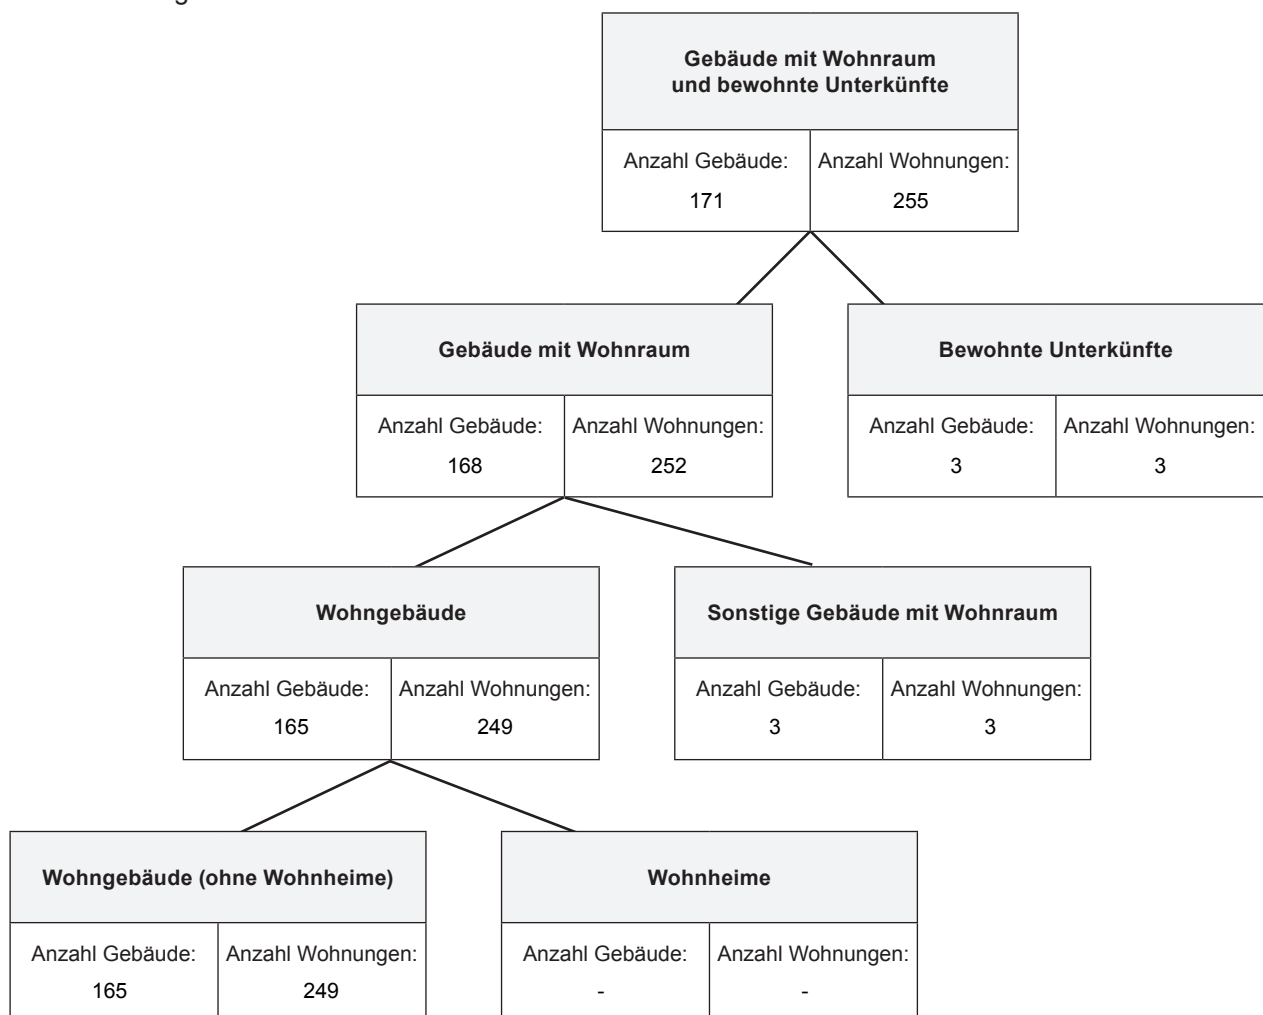 Gebäude mit Wohnraum
und bewohnte Unterkünfte
Anzahl Gebäude: Anzahl Wohnungen:
171 255
Gebäude mit Wohnraum
Bewohnte Unterkünfte
Anzahl Gebäude: Anzahl Wohnungen:
168 252
Anzahl Gebäude: Anzahl Wohnungen:
3 3
Wohngebäude
Sonstige Gebäude mit Wohnraum
Anzahl Gebäude: Anzahl Wohnungen:
165 249
Anzahl Gebäude: Anzahl Wohnungen:
3 3
Wohngebäude (ohne Wohnheime)
Wohnheime
Anzahl Gebäude: Anzahl Wohnungen:
165 249
Anzahl Gebäude: Anzahl Wohnungen:
- -